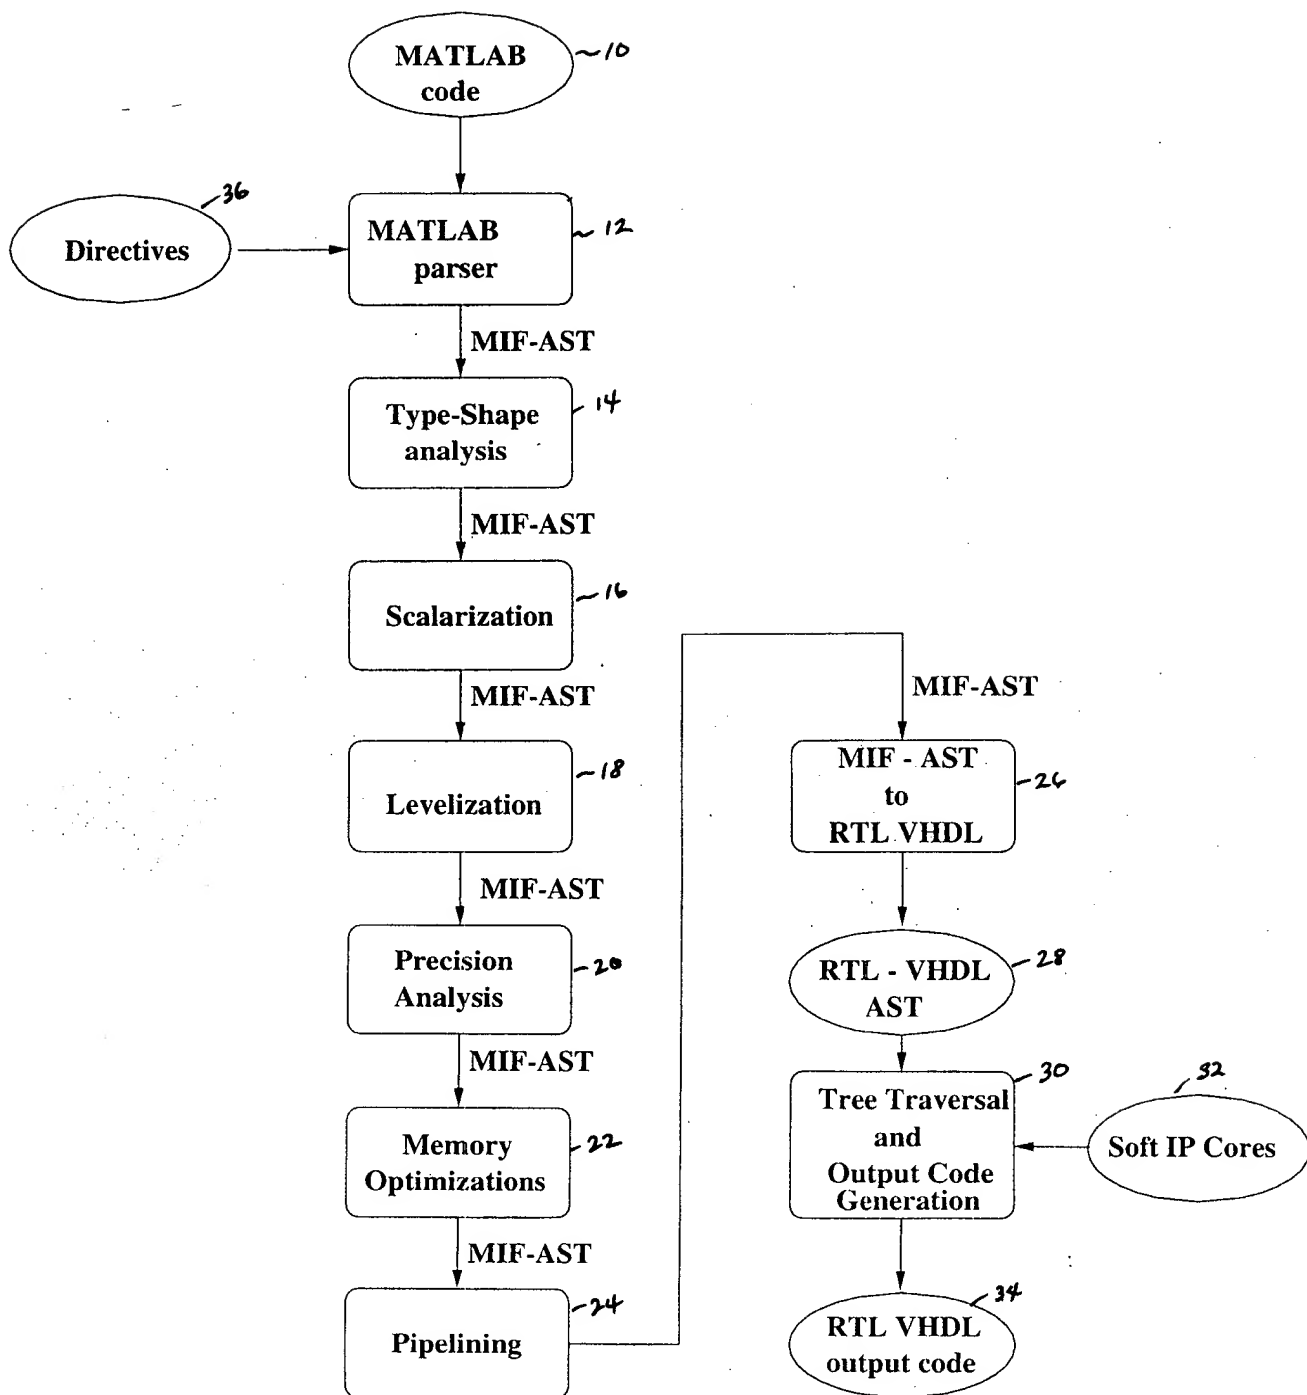 MATLAB
code
~10
36
Directives
MATLAB
parser
~12
MIF-AST
Type-Shape
analysis
14
MIF-AST
Scalarization
~16
MIF-AST
Levelization
~18
MIF-AST
Precision
Analysis
20
MIF-AST
Memory
Optimizations
22
MIF-AST
Pipelining
24
MIF-AST
MIF - AST
to
RTL VHDL
26
RTL - VHDL
AST
28
Tree Traversal
and
Output Code
Generation
30
32
Soft IP Cores
34
RTL VHDL
output code